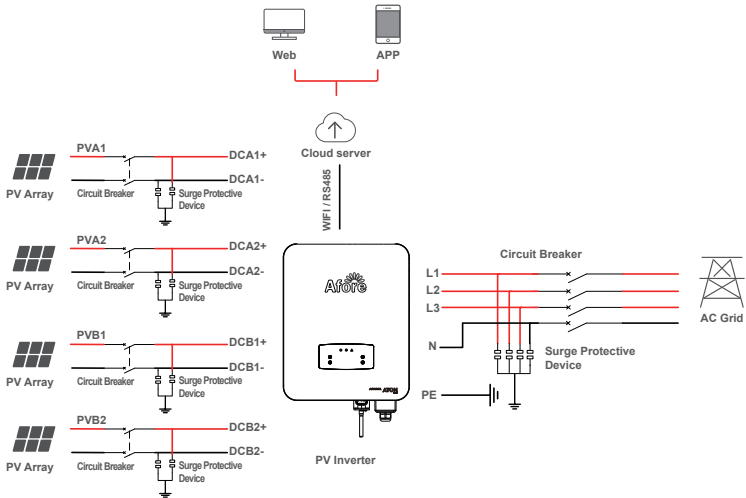 Web
APP
Cloud server
WIFI / RS485
PVA1
DCA1+
DCA1-
PV Array
Circuit Breaker
Surge Protective
Device
PVA2
DCA2+
DCA2-
PV Array
Circuit Breaker
Surge Protective
Device
PVB1
DCB1+
DCB1-
PV Array
Circuit Breaker
Surge Protective
Device
PVB2
DCB2+
DCB2-
PV Array
Circuit Breaker
Surge Protective
Device
Afore
PV Inverter
Circuit Breaker
L1
L2
L3
N
PE
Surge Protective
Device
AC Grid